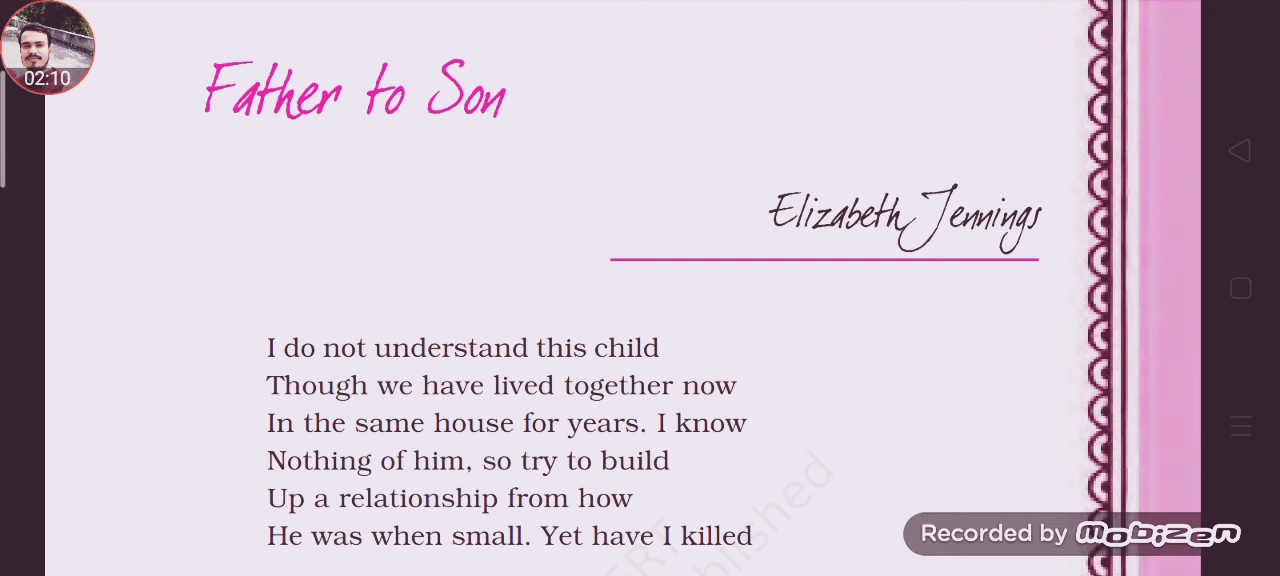 02:10
Father to Son
Elizabeth Jennings
I do not understand this child
Though we have lived together now
In the same house for years. I know
Nothing of him, so try to build
Up a relationship from how
He was when small. Yet have I killed
Recorded by mobizen